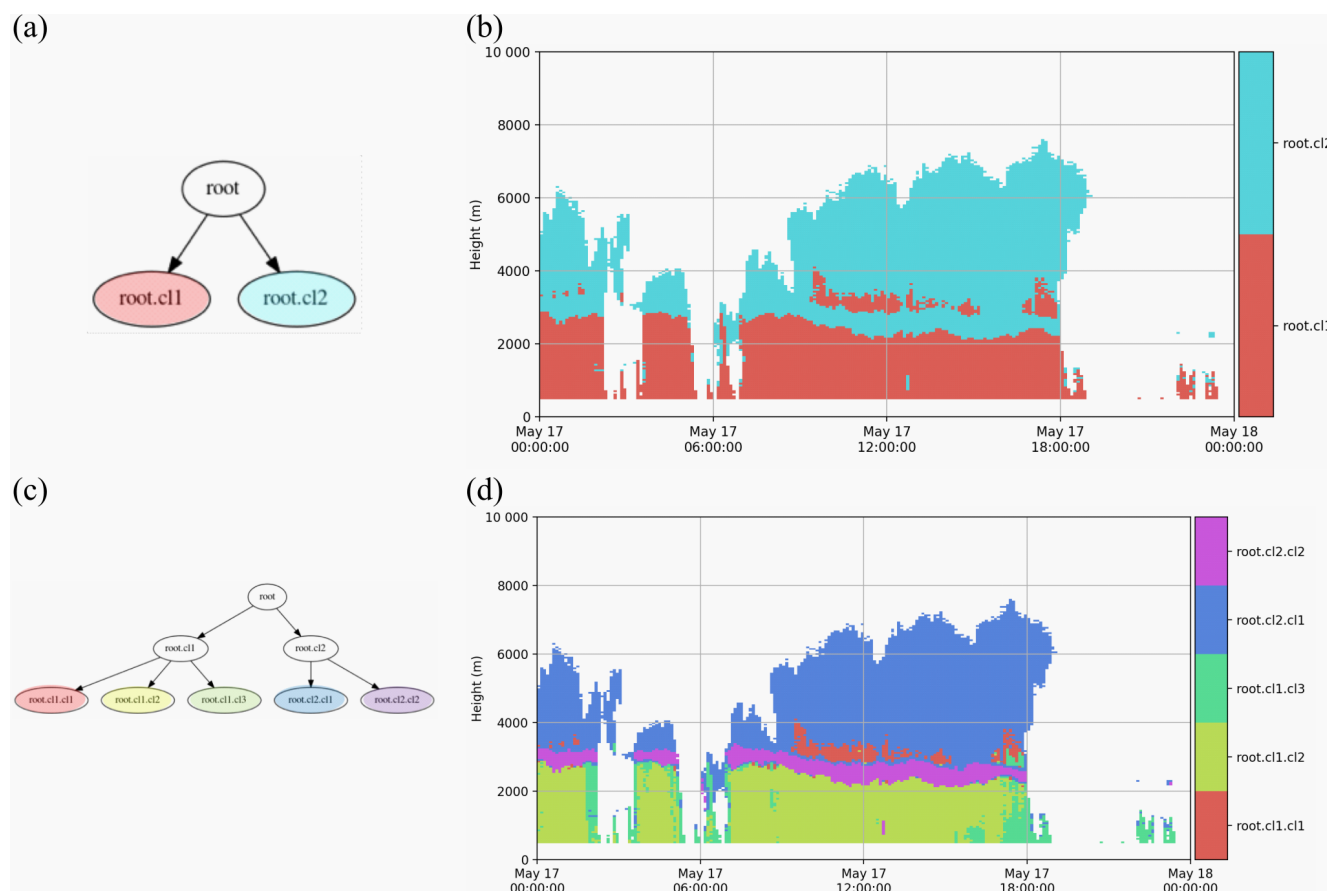 (a)
root
root.cl1
root.cl2
(b)
10 000
8000
6000
4000
2000
0
Height (m)
May 17
00:00:00
May 17
06:00:00
May 17
12:00:00
May 17
18:00:00
May 18
00:00:00
root.cl2
root.cl1
(c)
root
root.cl1
root.cl2
root.cl1.cl1
root.cl1.cl2
root.cl1.cl3
root.cl2.cl1
root.cl2.cl2
(d)
10 000
8000
6000
4000
2000
0
Height (m)
May 17
00:00:00
May 17
06:00:00
May 17
12:00:00
May 17
18:00:00
May 18
00:00:00
root.cl2.cl2
root.cl2.cl1
root.cl1.cl3
root.cl1.cl2
root.cl1.cl1